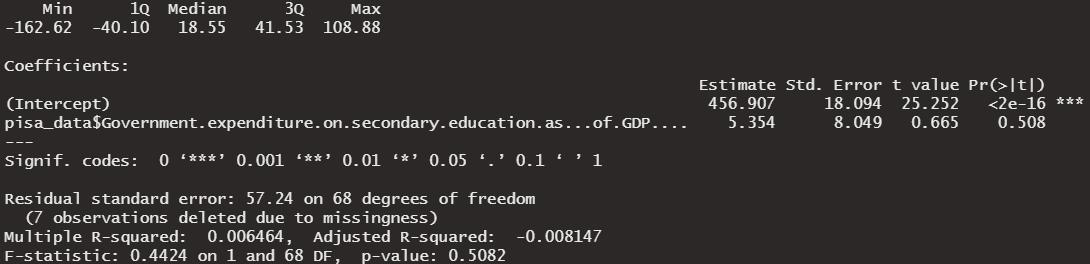 Min 1Q Median 3Q Max
-162.62 -40.10 18.55 41.53 108.88
Coefficients:
Estimate Std. Error t value Pr(>|t|)
(Intercept) 456.907 18.094 25.252 <2e-16 ***
pisa_data$Government.expenditure.on.secondary.education.as...of.GDP.... 5.354 8.049 0.665 0.508
---
Signif. codes: 0 ‘***’ 0.001 ‘**’ 0.01 ‘*’ 0.05 ‘.’ 0.1 ‘ ’ 1
Residual standard error: 57.24 on 68 degrees of freedom
(7 observations deleted due to missingness)
Multiple R-squared: 0.006464, Adjusted R-squared: -0.008147
F-statistic: 0.4424 on 1 and 68 DF, p-value: 0.5082